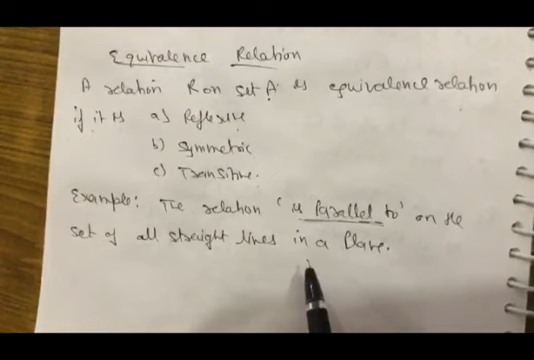 Equivalence Relation
A relation R on set A is equivalence relation
if it is a) Reflexive
b) Symmetric
c) Transitive.
Example: The relation 'is Parallel to' on the
set of all straight lines in a Plane.